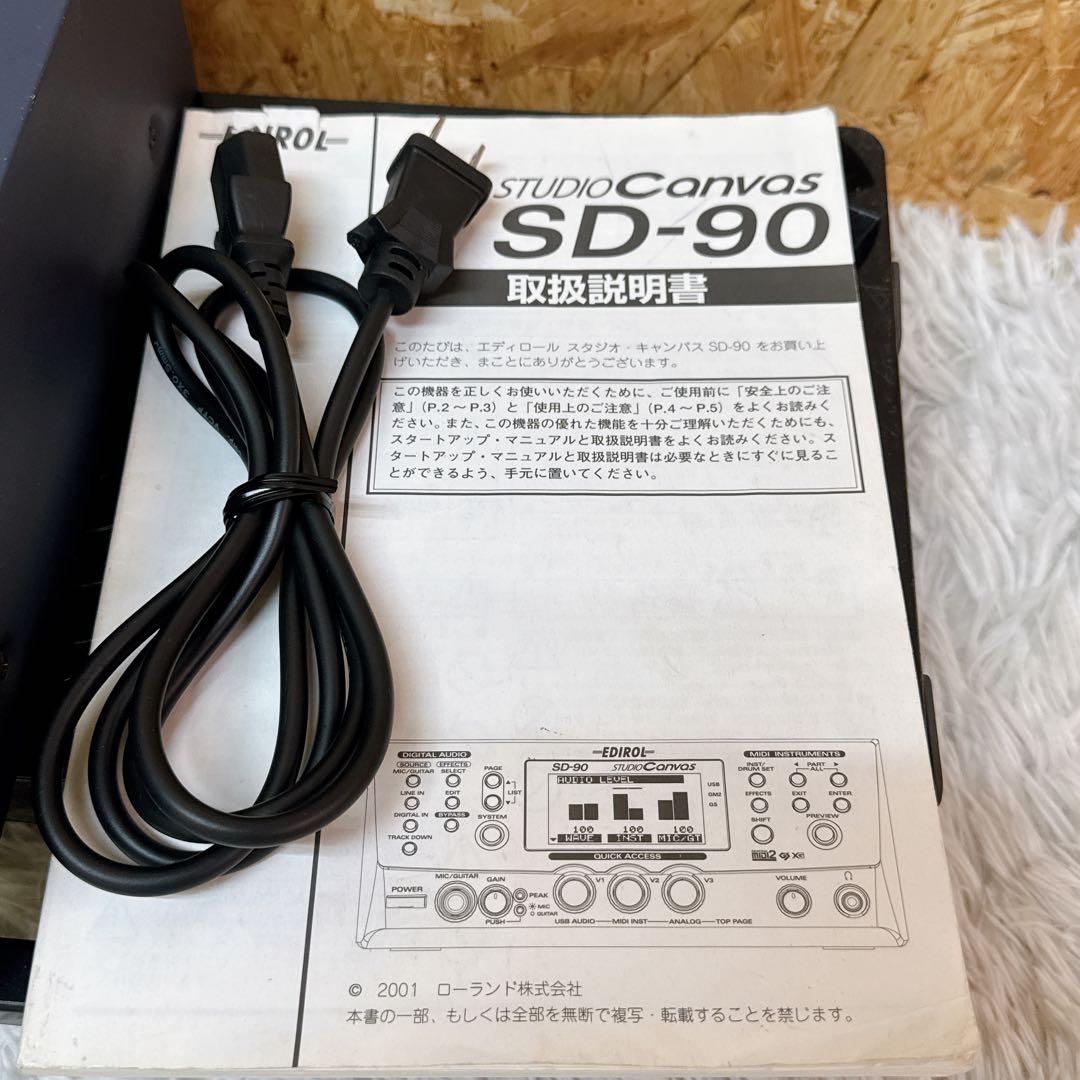 EDIROL
STUDIO Canvas
SD-90
取扱説明書
このたびは、エディロール スタジオ・キャンバス SD-90 をお買い上
げいただき、まことにありがとうございます。
この機器を正しくお使いいただくために、ご使用前に「安全上のご注
意」(P.2～P.3)と「使用上のご注意」(P.4～P.5)をよくお読みく
ださい。また、この機器の優れた機能を十分ご理解いただくためにも、
スタートアップ・マニュアルと取扱説明書をよくお読みください。ス
タートアップ・マニュアルと取扱説明書は必要なときにすぐに見るこ
とができるよう、手元に置いてください。
EDIROL
SD-90 STUDIO Canvas
DIGITAL AUDIO
SOURCE EFFECTS
MIC/GUITAR SELECT
LINE IN EDIT
DIGITAL IN BYPASS
TRACK DOWN
PAGE
LIST
SYSTEM
AUDIO LEVEL
100 100 100
WAVE INST MIC/GT
USB
GM2
GS
QUICK ACCESS
MIDI INSTRUMENTS
INST/
DRUM SET
PART
ALL
EFFECTS EXIT ENTER
SHIFT PREVIEW
MIDI2 GS XG
POWER
MIC/GUITAR GAIN
PEAK
MIC
GUITAR
PUSH
V1 V2 V3
USB AUDIO MIDI INST ANALOG TOP PAGE
VOLUME
© 2001 ローランド株式会社
本書の一部、もしくは全部を無断で複写・転載することを禁じます。